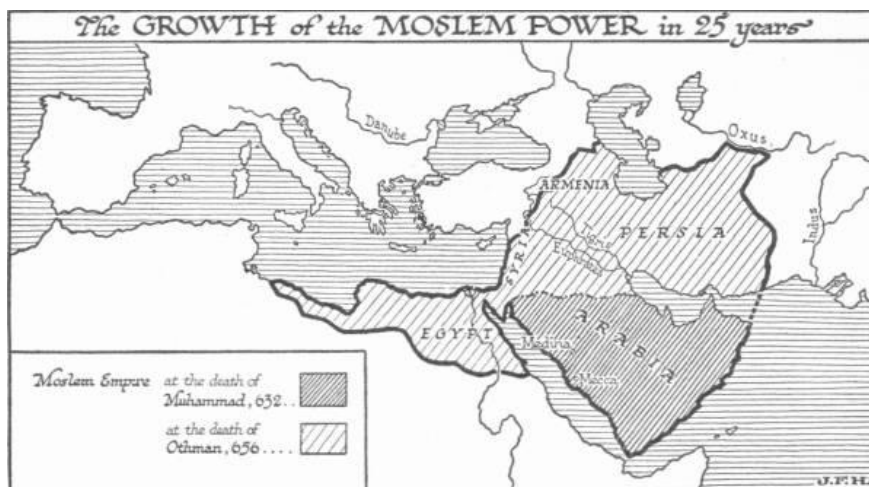 The GROWTH of the MOSLEM POWER in 25 years
Danube
Oxus
ARMENIA
PERSIA
SYRIA
Tigris
Euphrates
Indus
ARABIA
EGYPT
Medina
Mecca
Moslem Empire at the death of
Muhammad, 632..
at the death of
Othman, 656....
J.F.H.